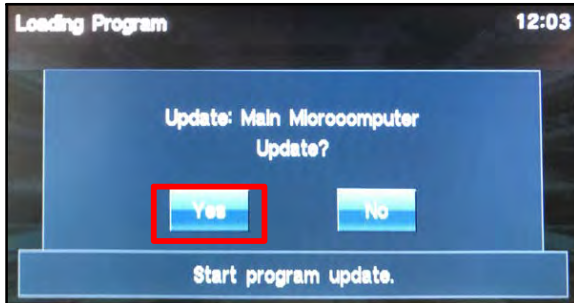 Loading Program 12:03
Update: Main Microcomputer
Update?
Yes No
Start program update.